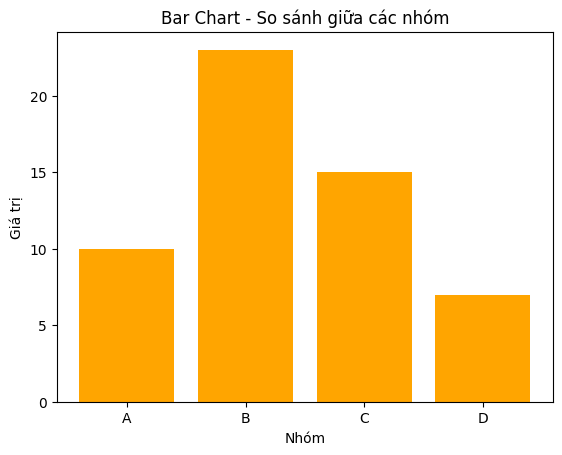 Bar Chart - So sánh giữa các nhóm
Giá trị
20
15
10
5
0
A B C D
Nhóm